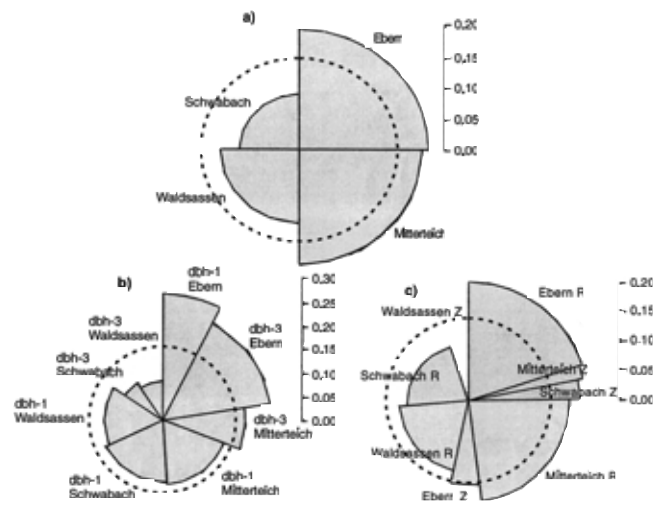 a)
0.20
0.15
0.10
0.05
0.00
Ebern
Schwabach
Waldsassen
Mitterteich
b)
0.30
0.25
0.20
0.15
0.10
0.05
0.00
dbh-1
Ebern
dbh-3
Ebern
dbh-3
Mitterteich
dbh-1
Mitterteich
dbh-1
Schwabach
dbh-1
Waldsassen
dbh-3
Schwabach
dbh-3
Waldsassen
c)
0.20
0.15
0.10
0.05
0.00
Ebern R
Mitterteich Z
Schwabach Z
Mitterteich R
Ebern Z
Waldsassen R
Schwabach R
Waldsassen Z